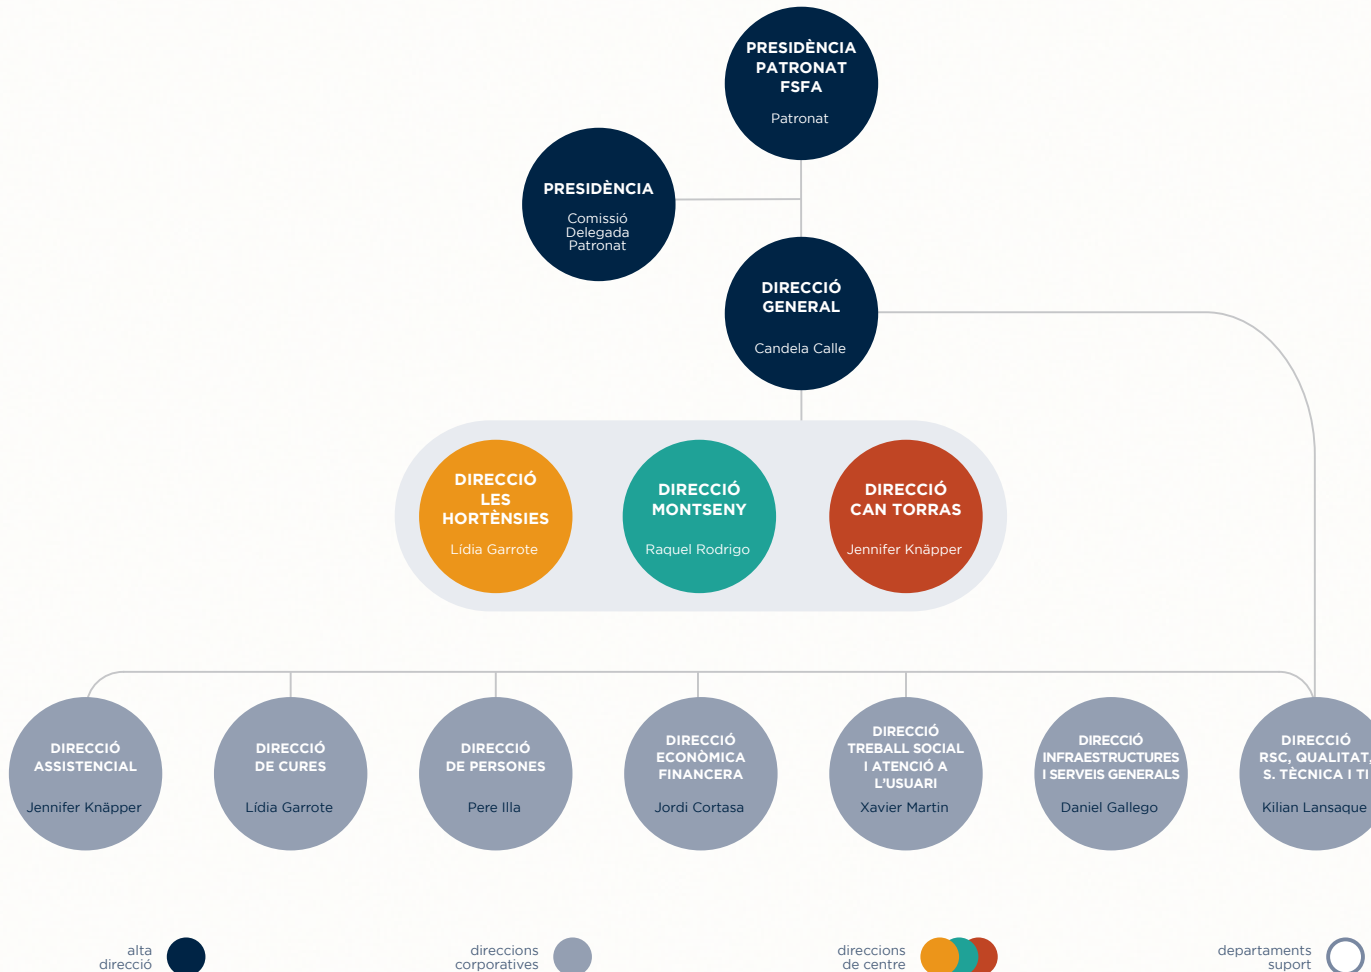 PRESIDÈNCIA
PATRONAT
FSFA
Patronat
PRESIDÈNCIA
Comissió
Delegada
Patronat
DIRECCIÓ
GENERAL
Candela Calle
DIRECCIÓ
LES
HORTÈNSIES
Lídia Garrote
DIRECCIÓ
MONTSENY
Raquel Rodrigo
DIRECCIÓ
CAN TORRAS
Jennifer Knäpper
DIRECCIÓ
ASSISTENCIAL
Jennifer Knäpper
DIRECCIÓ
DE CURES
Lídia Garrote
DIRECCIÓ
DE PERSONES
Pere Illa
DIRECCIÓ
ECONÒMICA
FINANCERA
Jordi Cortasa
DIRECCIÓ
TREBALL SOCIAL
I ATENCIÓ A
L'USUARI
Xavier Martin
DIRECCIÓ
INFRAESTRUCTURES
I SERVEIS GENERALS
Daniel Gallego
DIRECCIÓ
RSC, QUALITAT,
S. TÈCNICA I TI
Kilian Lansaque
alta
direcció
direccions
corporatives
direccions
de centre
departaments
suport